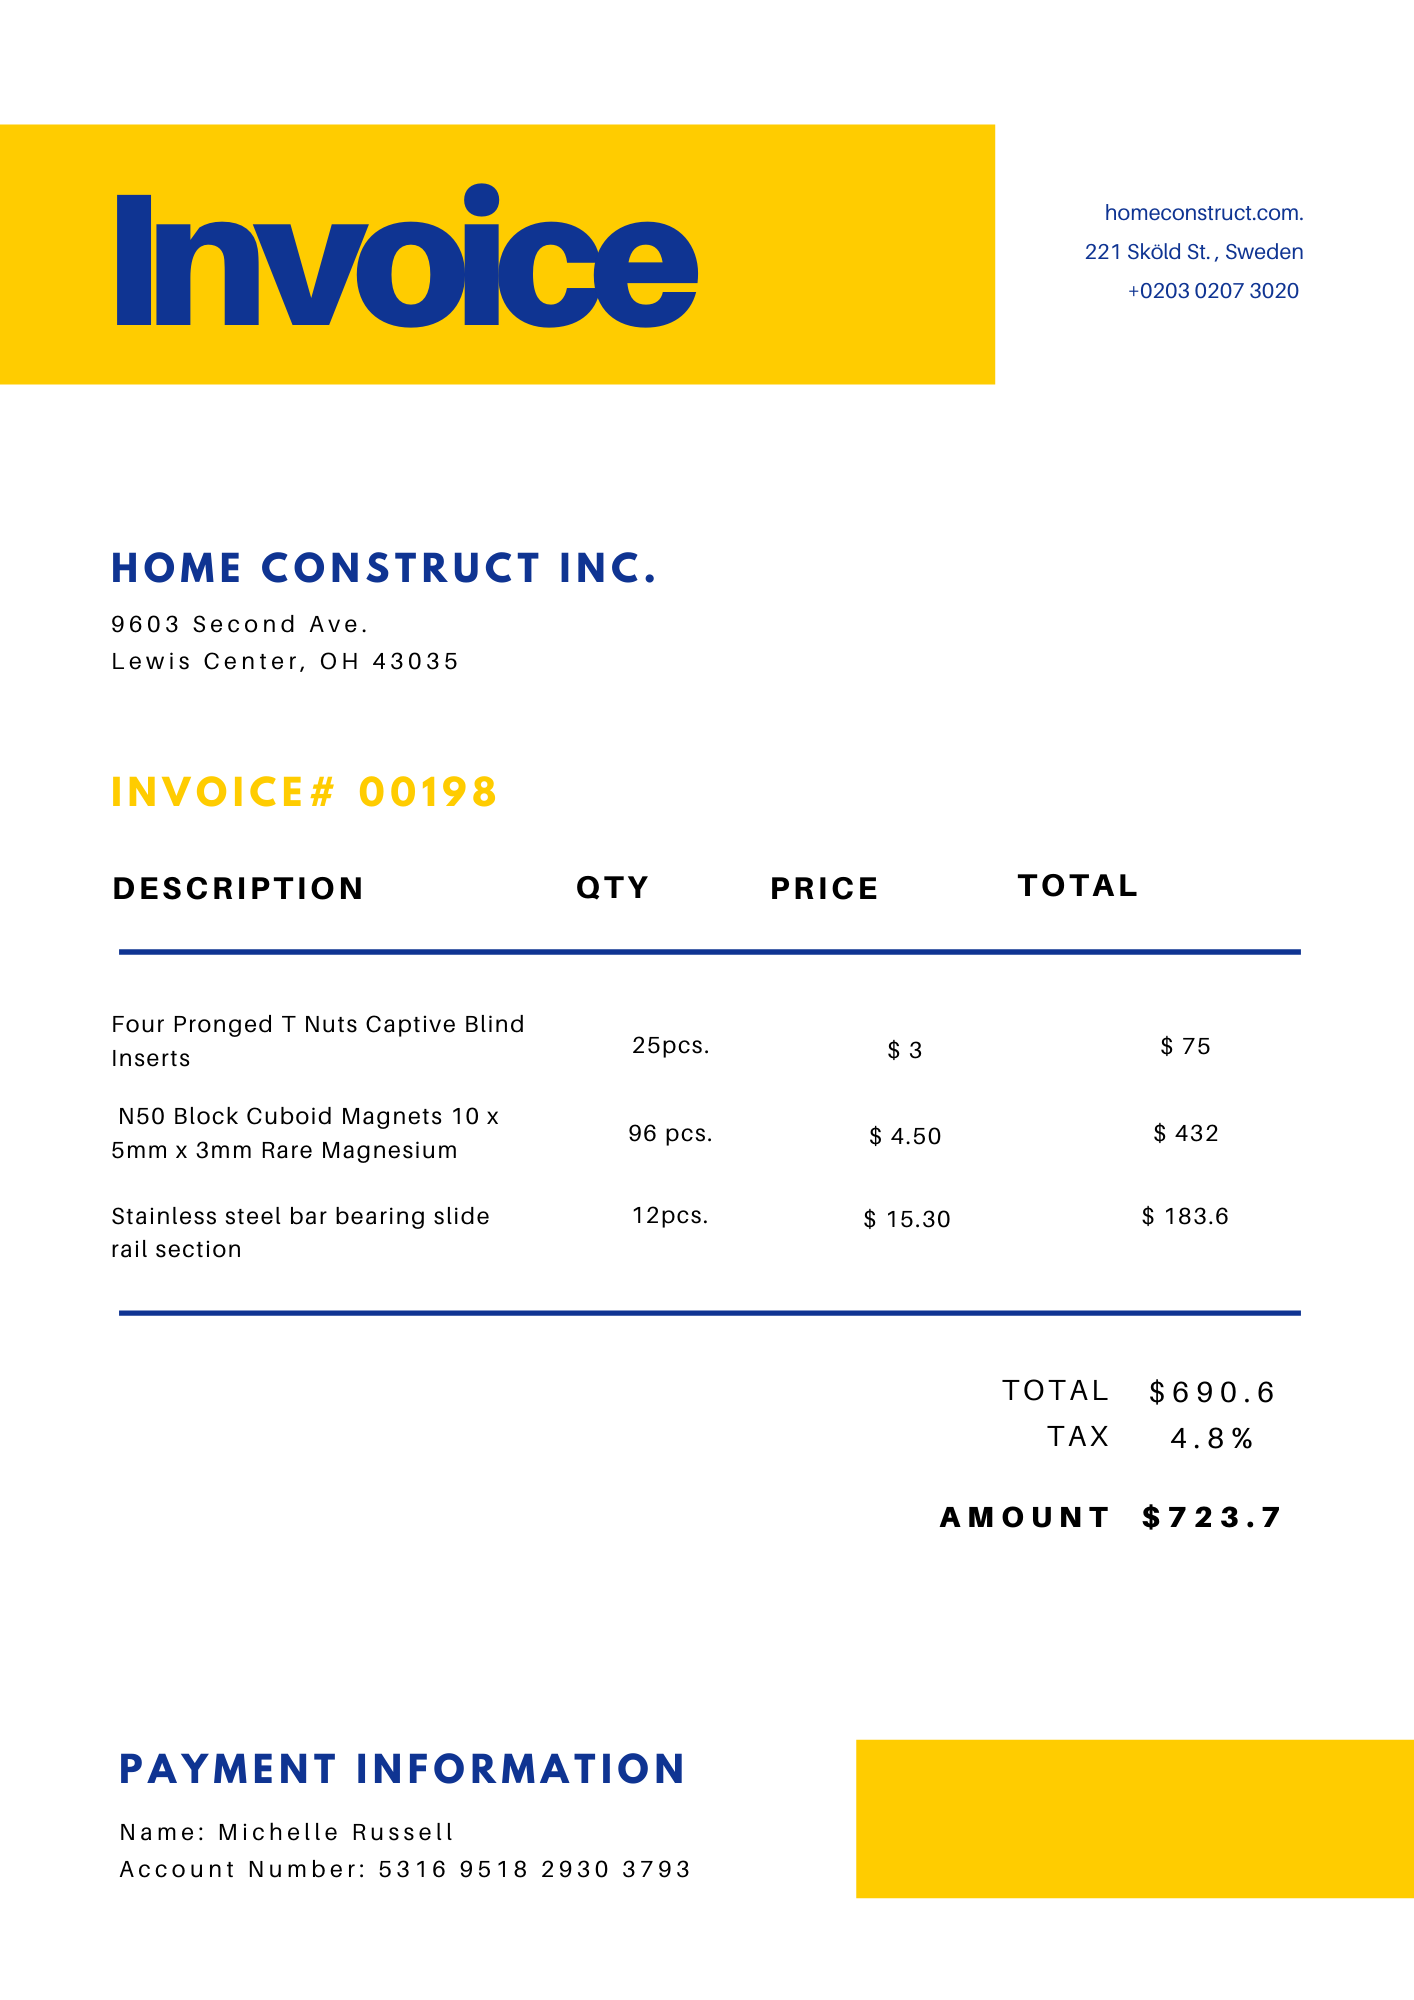 Invoice
homeconstruct.com.
221 Sköld St. , Sweden
+0203 0207 3020
HOME CONSTRUCT INC.
9603 Second Ave.
Lewis Center, OH 43035
INVOICE# 00198
DESCRIPTION QTY PRICE TOTAL
Four Pronged T Nuts Captive Blind
Inserts
25pcs. $ 3 $ 75
N50 Block Cuboid Magnets 10 x
5mm x 3mm Rare Magnesium
96 pcs. $ 4.50 $ 432
Stainless steel bar bearing slide
rail section
12pcs. $ 15.30 $ 183.6
TOTAL $690.6
TAX 4.8%
AMOUNT $723.7
PAYMENT INFORMATION
Name: Michelle Russell
Account Number: 5316 9518 2930 3793